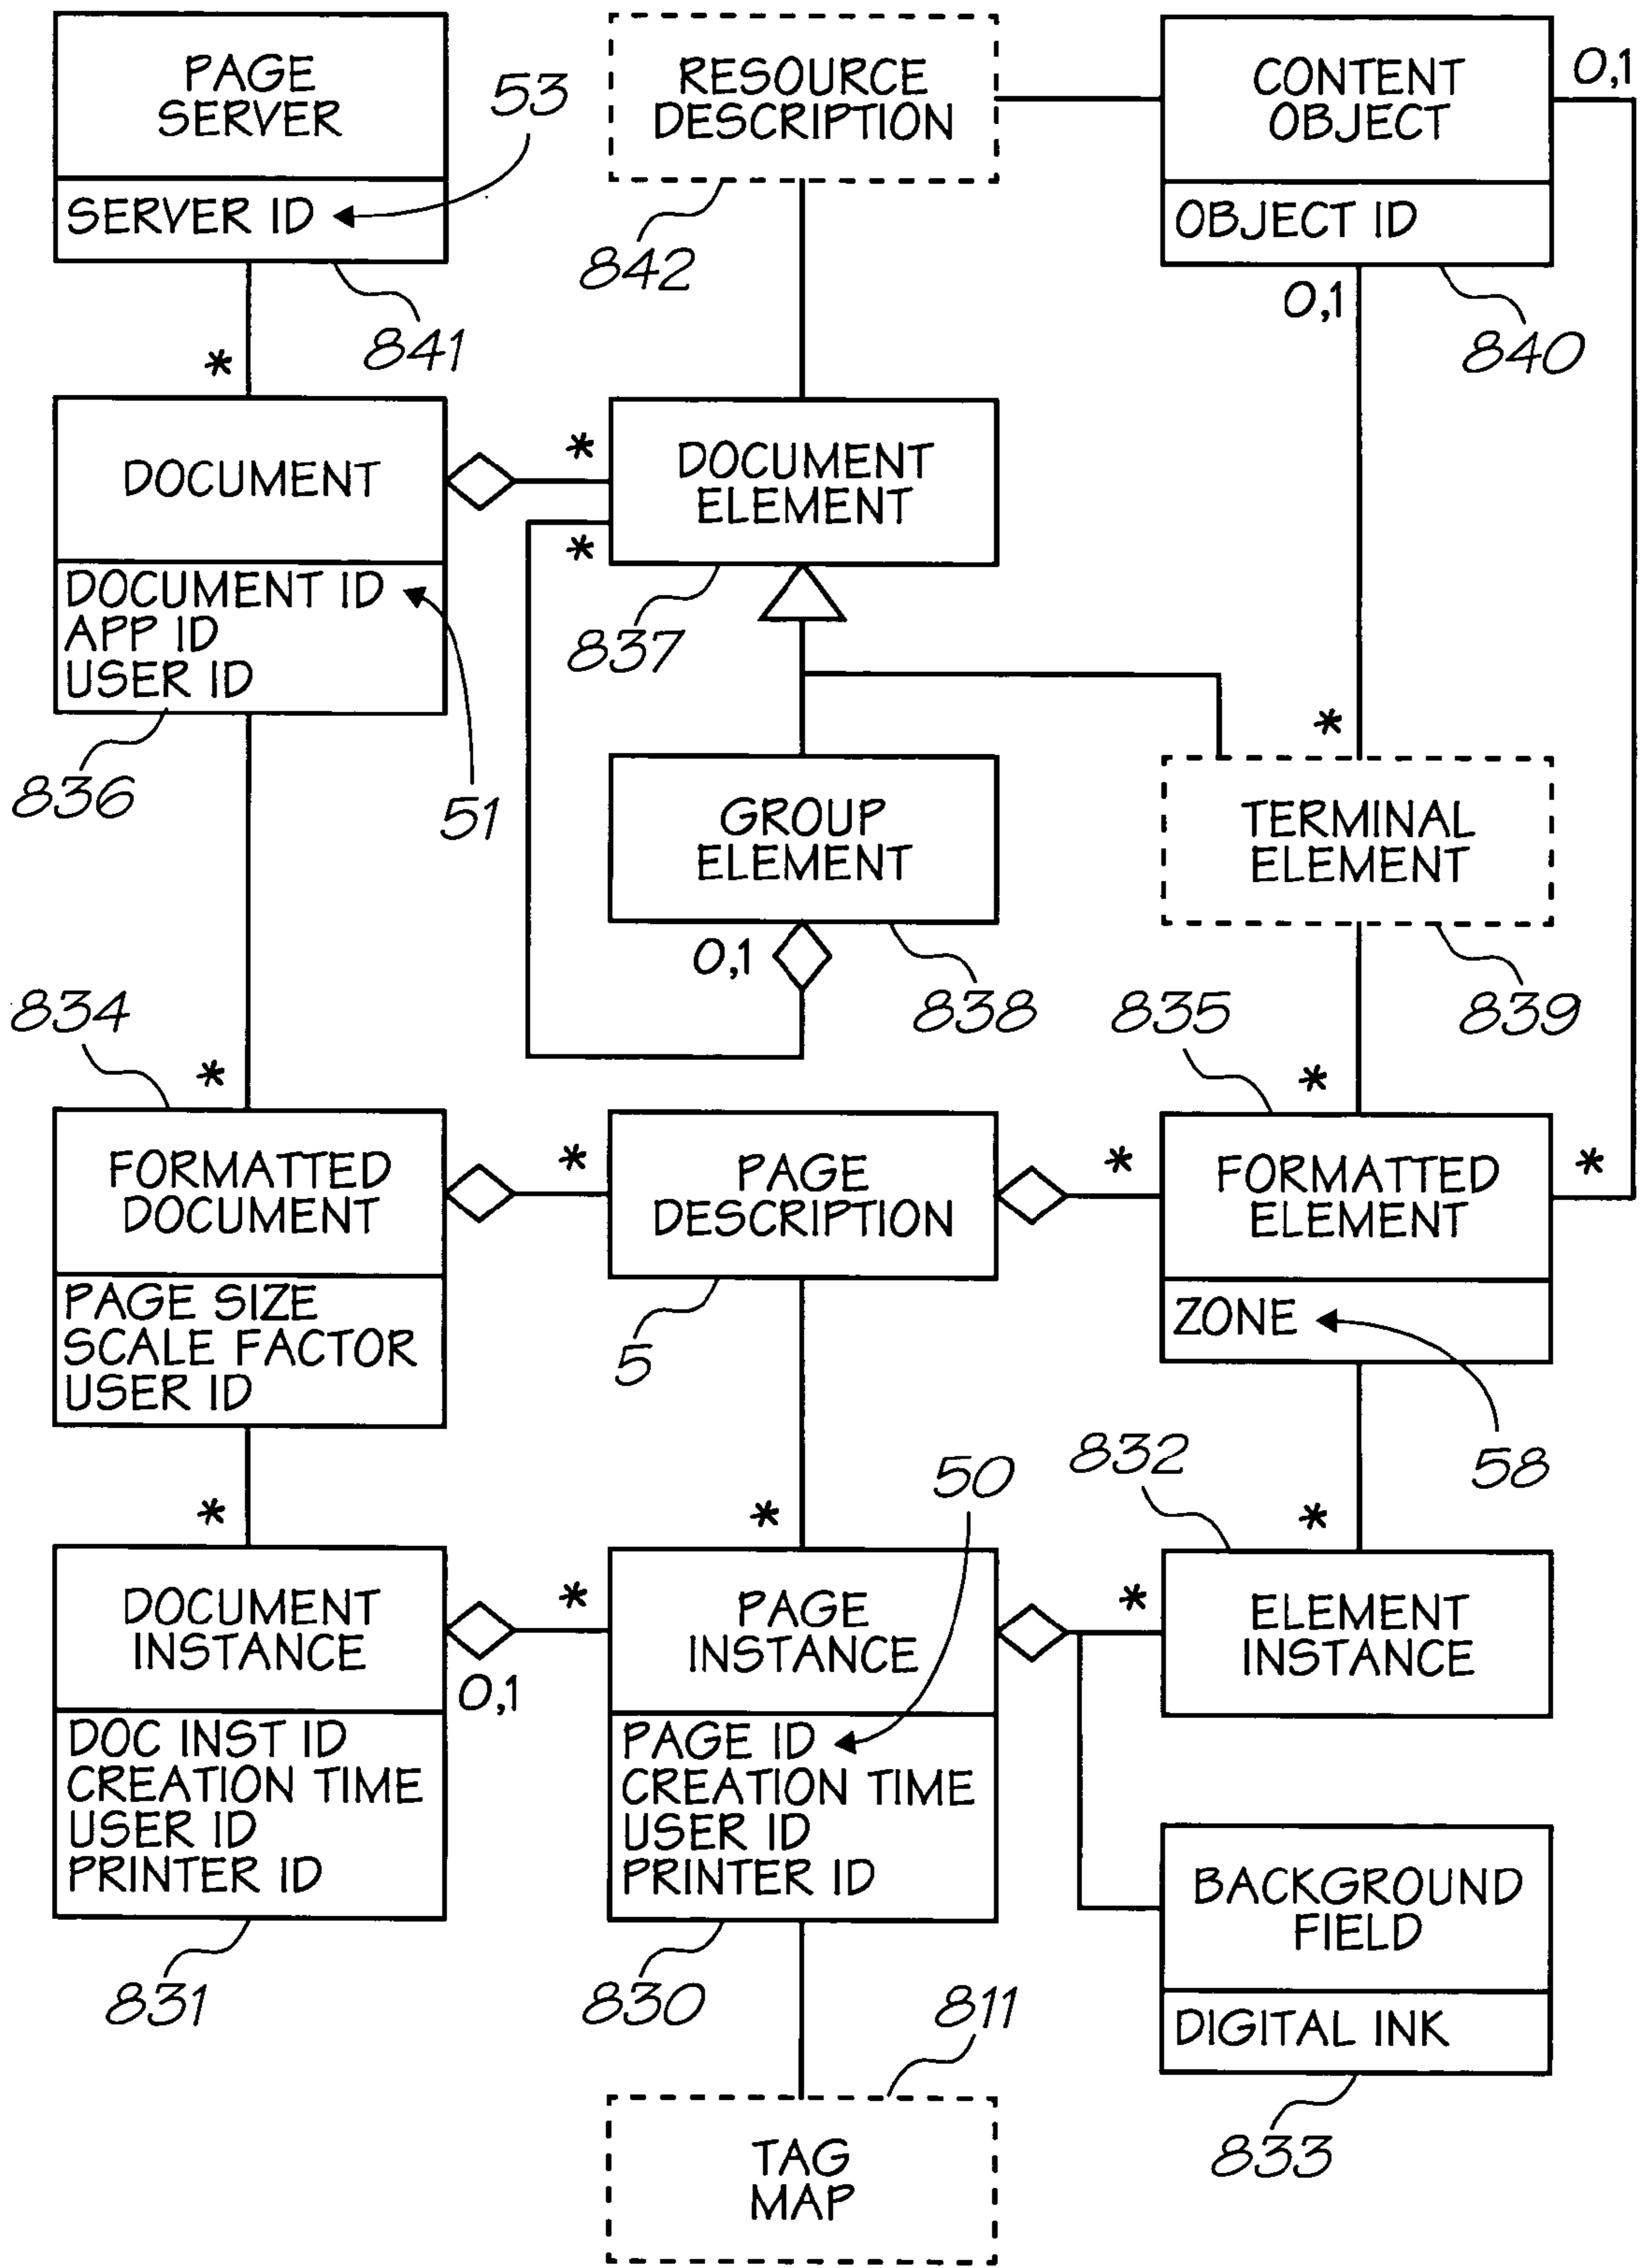 PAGE
SERVER
SERVER ID
53
841
RESOURCE
DESCRIPTION
842
CONTENT
OBJECT
OBJECT ID
0,1
0,1
840
*
DOCUMENT
DOCUMENT ID
APP ID
USER ID
836
51
*
*
DOCUMENT
ELEMENT
837
GROUP
ELEMENT
0,1
838
*
TERMINAL
ELEMENT
839
834
*
FORMATTED
DOCUMENT
PAGE SIZE
SCALE FACTOR
USER ID
*
PAGE
DESCRIPTION
5
835
*
*
*
FORMATTED
ELEMENT
ZONE
58
*
DOCUMENT
INSTANCE
0,1
DOC INST ID
CREATION TIME
USER ID
PRINTER ID
831
*
*
50
PAGE
INSTANCE
PAGE ID
CREATION TIME
USER ID
PRINTER ID
830
832
*
*
ELEMENT
INSTANCE
BACKGROUND
FIELD
DIGITAL INK
833
811
TAG
MAP